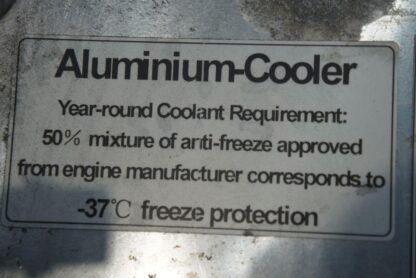 Aluminium-Cooler
Year-round Coolant Requirement:
50% mixture of anti-freeze approved
from engine manufacturer corresponds to
-37℃ freeze protection